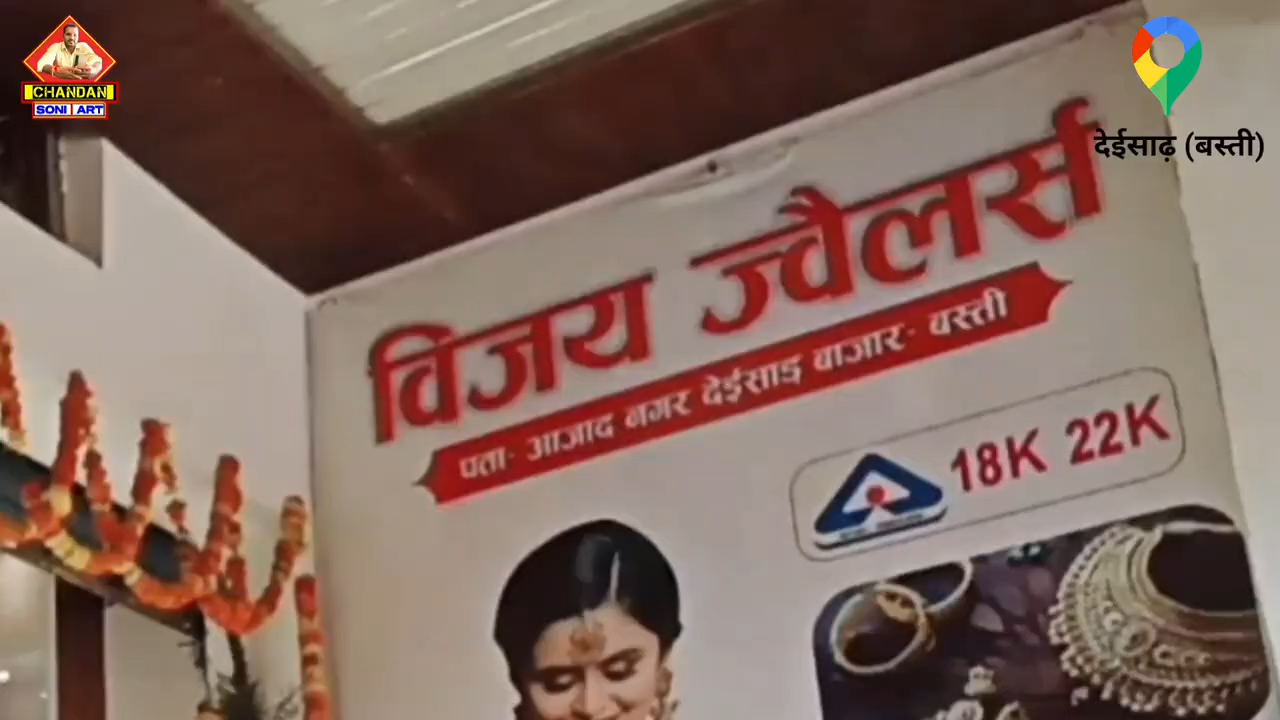 CHANDAN
SONI ART
देईसाढ़ (बस्ती)
विजय ज्वैलर्स
पता- आजाद नगर देईसाड़ बाजार- बस्ती
18K 22K